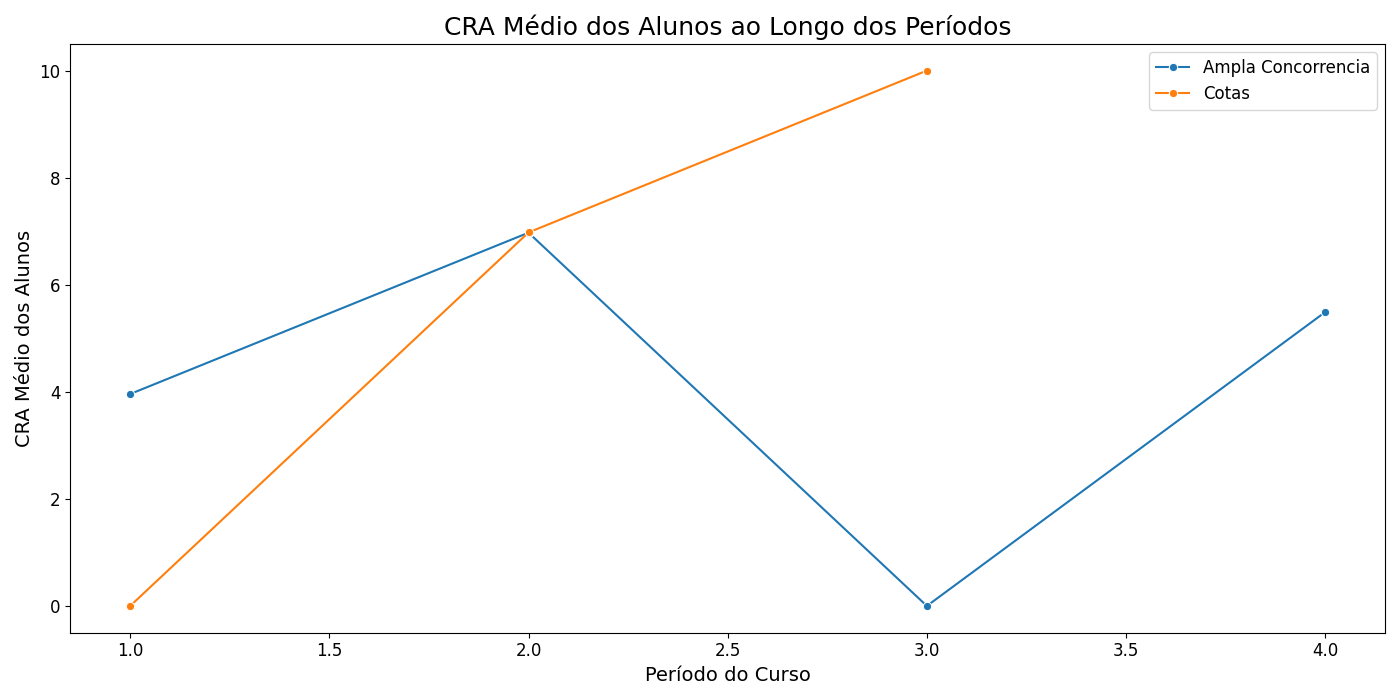 CRA Médio dos Alunos ao Longo dos Períodos
Ampla Concorrencia
Cotas
CRA Médio dos Alunos
10
8
6
4
2
0
1.0 1.5 2.0 2.5 3.0 3.5 4.0
Período do Curso